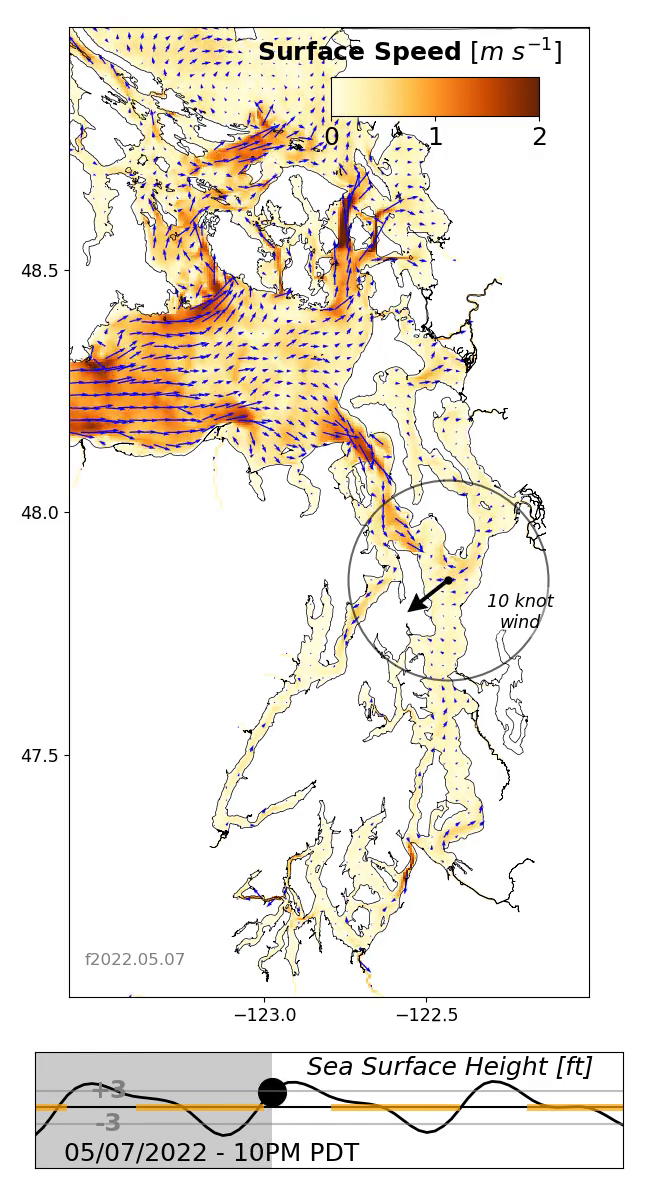 Surface Speed [m s⁻¹]
0 1 2
48.5
48.0
47.5
10 knot
wind
f2022.05.07
−123.0 −122.5
Sea Surface Height [ft]
+3
-3
05/07/2022 - 10PM PDT